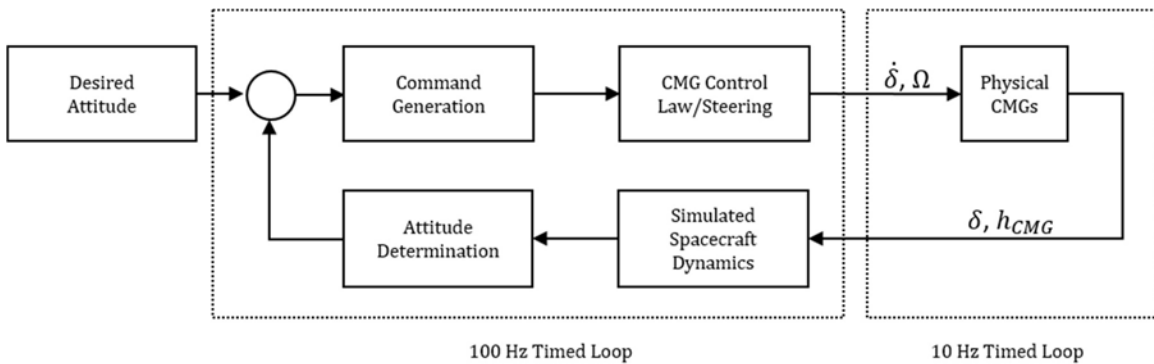 Desired
Attitude
Command
Generation
CMG Control
Law/Steering
δ̇, Ω
Physical
CMGs
Attitude
Determination
Simulated
Spacecraft
Dynamics
δ, h_CMG
100 Hz Timed Loop
10 Hz Timed Loop